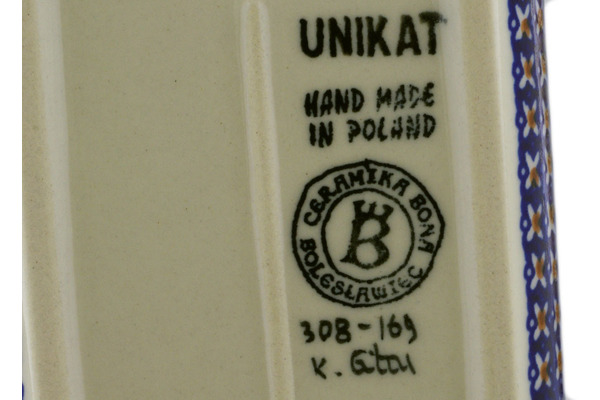 UNIKAT
HAND MADE
IN POLAND
CERAMIKA BONA
B
BOLESŁAWIEC
308-169
K.